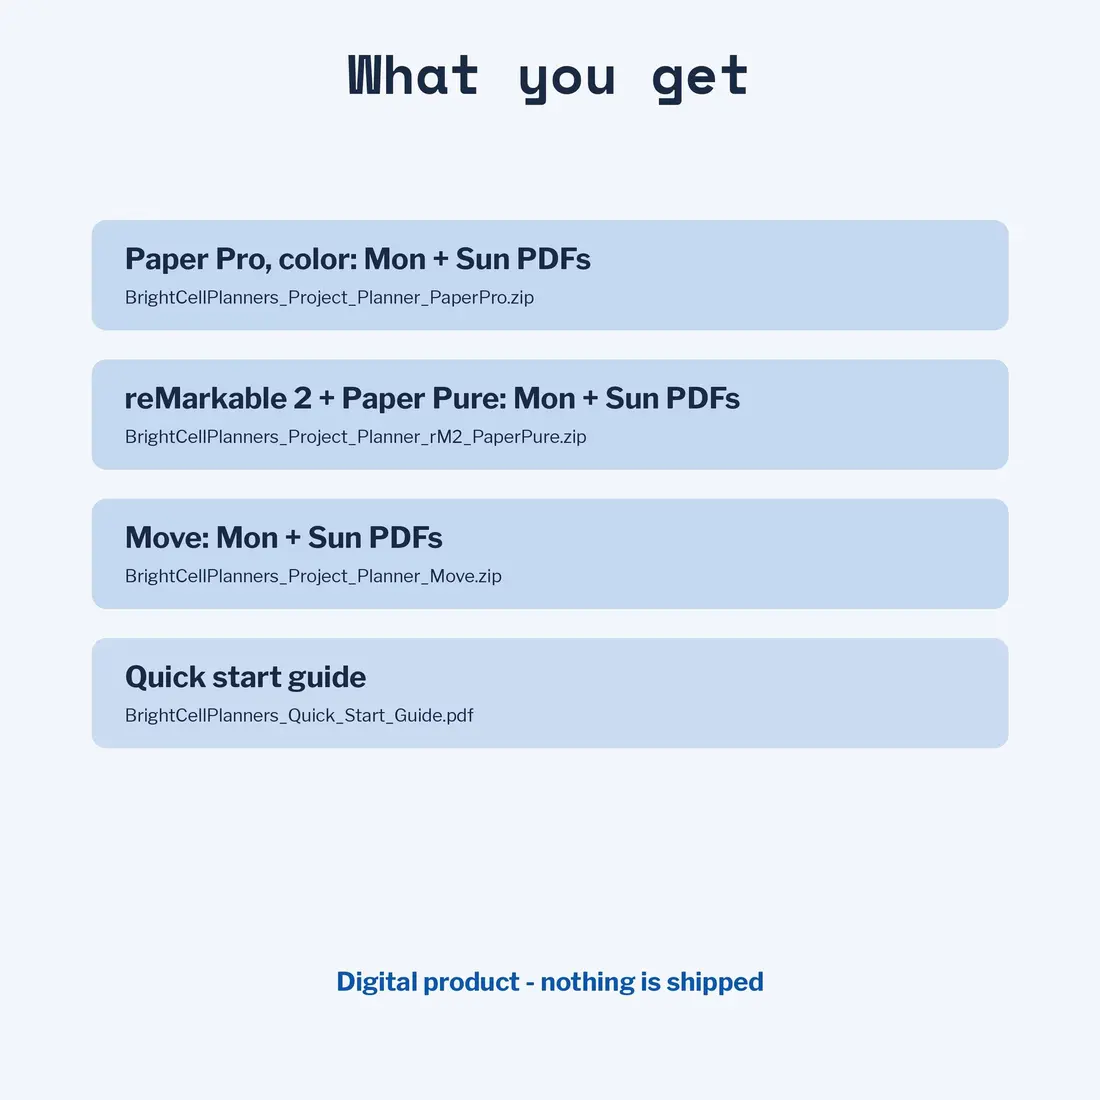 What you get
Paper Pro, color: Mon + Sun PDFs
BrightCellPlanners_Project_Planner_PaperPro.zip
reMarkable 2 + Paper Pure: Mon + Sun PDFs
BrightCellPlanners_Project_Planner_rM2_PaperPure.zip
Move: Mon + Sun PDFs
BrightCellPlanners_Project_Planner_Move.zip
Quick start guide
BrightCellPlanners_Quick_Start_Guide.pdf
Digital product - nothing is shipped